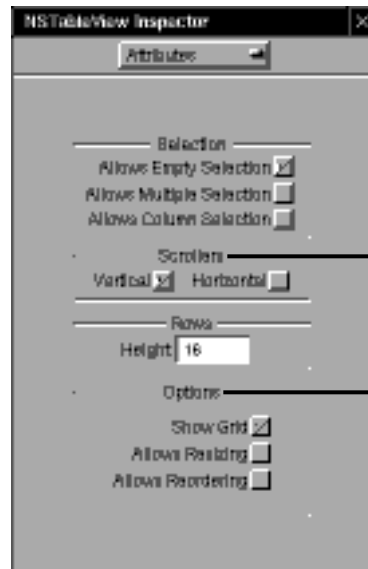 NSTableView Inspector
Attributes
Selection
Allows Empty Selection
Allows Multiple Selection
Allows Column Selection
Scrollers
Vertical Horizontal
Rows
Height 16
Options
Show Grid
Allows Resizing
Allows Reordering